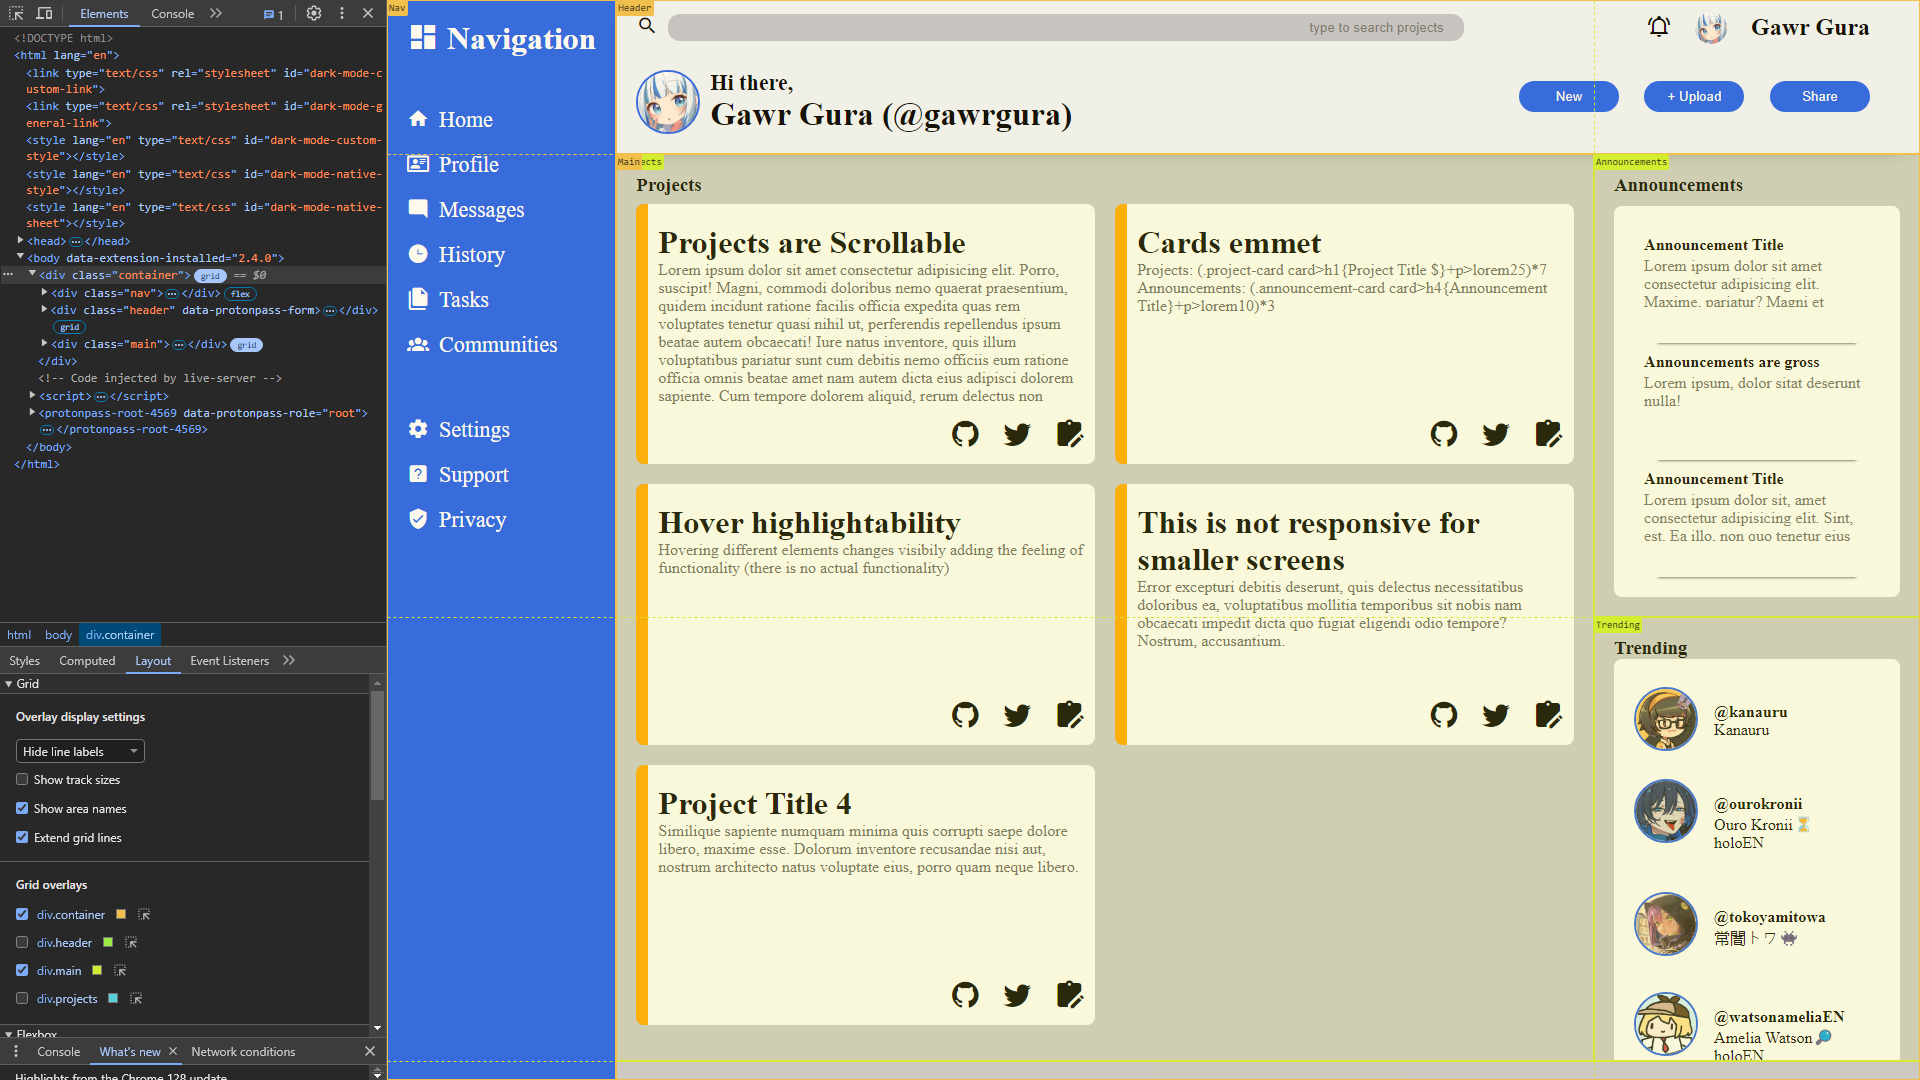 Elements
Console
1
<!DOCTYPE html>
<html lang="en">
<link type="text/css" rel="stylesheet" id="dark-mode-c
ustom-link">
<link type="text/css" rel="stylesheet" id="dark-mode-g
eneral-link">
<style lang="en" type="text/css" id="dark-mode-custom-
style"></style>
<style lang="en" type="text/css" id="dark-mode-native-
style"></style>
<style lang="en" type="text/css" id="dark-mode-native-
sheet"></style>
<head>…</head>
<body data-extension-installed="2.4.0">
<div class="container"> grid == $0
<div class="nav">…</div> flex
<div class="header" data-protonpass-form>…</div>
grid
<div class="main">…</div> grid
</div>
<!-- Code injected by live-server -->
<script>…</script>
<protonpass-root-4569 data-protonpass-role="root">
…</protonpass-root-4569>
</body>
</html>
html body div.container
Styles Computed Layout Event Listeners
Grid
Overlay display settings
Hide line labels
Show track sizes
Show area names
Extend grid lines
Grid overlays
div.container
div.header
div.main
div.projects
Flexbox
Console What's new Network conditions
Highlights from the Chrome 128 update
Nav
Navigation
Home
Profile
Messages
History
Tasks
Communities
Settings
Support
Privacy
Header
type to search projects
Gawr Gura
Hi there,
Gawr Gura (@gawrgura)
New
+ Upload
Share
Main
ects
Projects
Projects are Scrollable
Lorem ipsum dolor sit amet consectetur adipisicing elit. Porro,
suscipit! Magni, commodi doloribus nemo quaerat praesentium,
quidem incidunt ratione facilis officia expedita quas rem
voluptates tenetur quasi nihil ut, perferendis repellendus ipsum
beatae autem obcaecati! Iure natus inventore, quis illum
voluptatibus pariatur sunt cum debitis nemo officiis eum ratione
officia omnis beatae amet nam autem dicta eius adipisci dolorem
sapiente. Cum tempore dolorem aliquid, rerum delectus non
Cards emmet
Projects: (.project-card card>h1{Project Title $}+p>lorem25)*7
Announcements: (.announcement-card card>h4{Announcement
Title}+p>lorem10)*3
Hover highlightability
Hovering different elements changes visibily adding the feeling of
functionality (there is no actual functionality)
This is not responsive for
smaller screens
Error excepturi debitis deserunt, quis delectus necessitatibus
doloribus ea, voluptatibus mollitia temporibus sit nobis nam
obcaecati impedit dicta quo fugiat eligendi odio tempore?
Nostrum, accusantium.
Project Title 4
Similique sapiente numquam minima quis corrupti saepe dolore
libero, maxime esse. Dolorum inventore recusandae nisi aut,
nostrum architecto natus voluptate eius, porro quam neque libero.
Announcements
Announcements
Announcement Title
Lorem ipsum dolor sit amet
consectetur adipisicing elit.
Maxime, pariatur? Magni et
Announcements are gross
Lorem ipsum, dolor sitat deserunt
nulla!
Announcement Title
Lorem ipsum dolor sit, amet
consectetur adipisicing elit. Sint,
est. Ea illo, non quo tenetur eius
Trending
Trending
@kanauru
Kanauru
@ourokronii
Ouro Kronii ⏳
holoEN
@tokoyamitowa
常闇トワ👾
@watsonameliaEN
Amelia Watson🔎
holoEN